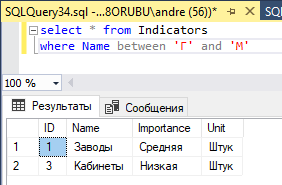 SQLQuery34.sql -...8ORUBU\andre (56))*
SQ
select * from Indicators
where Name between 'Г' and 'М'
100 %
Результаты Сообщения
ID Name Importance Unit
1 1 Заводы Средняя Штук
2 3 Кабинеты Низкая Штук